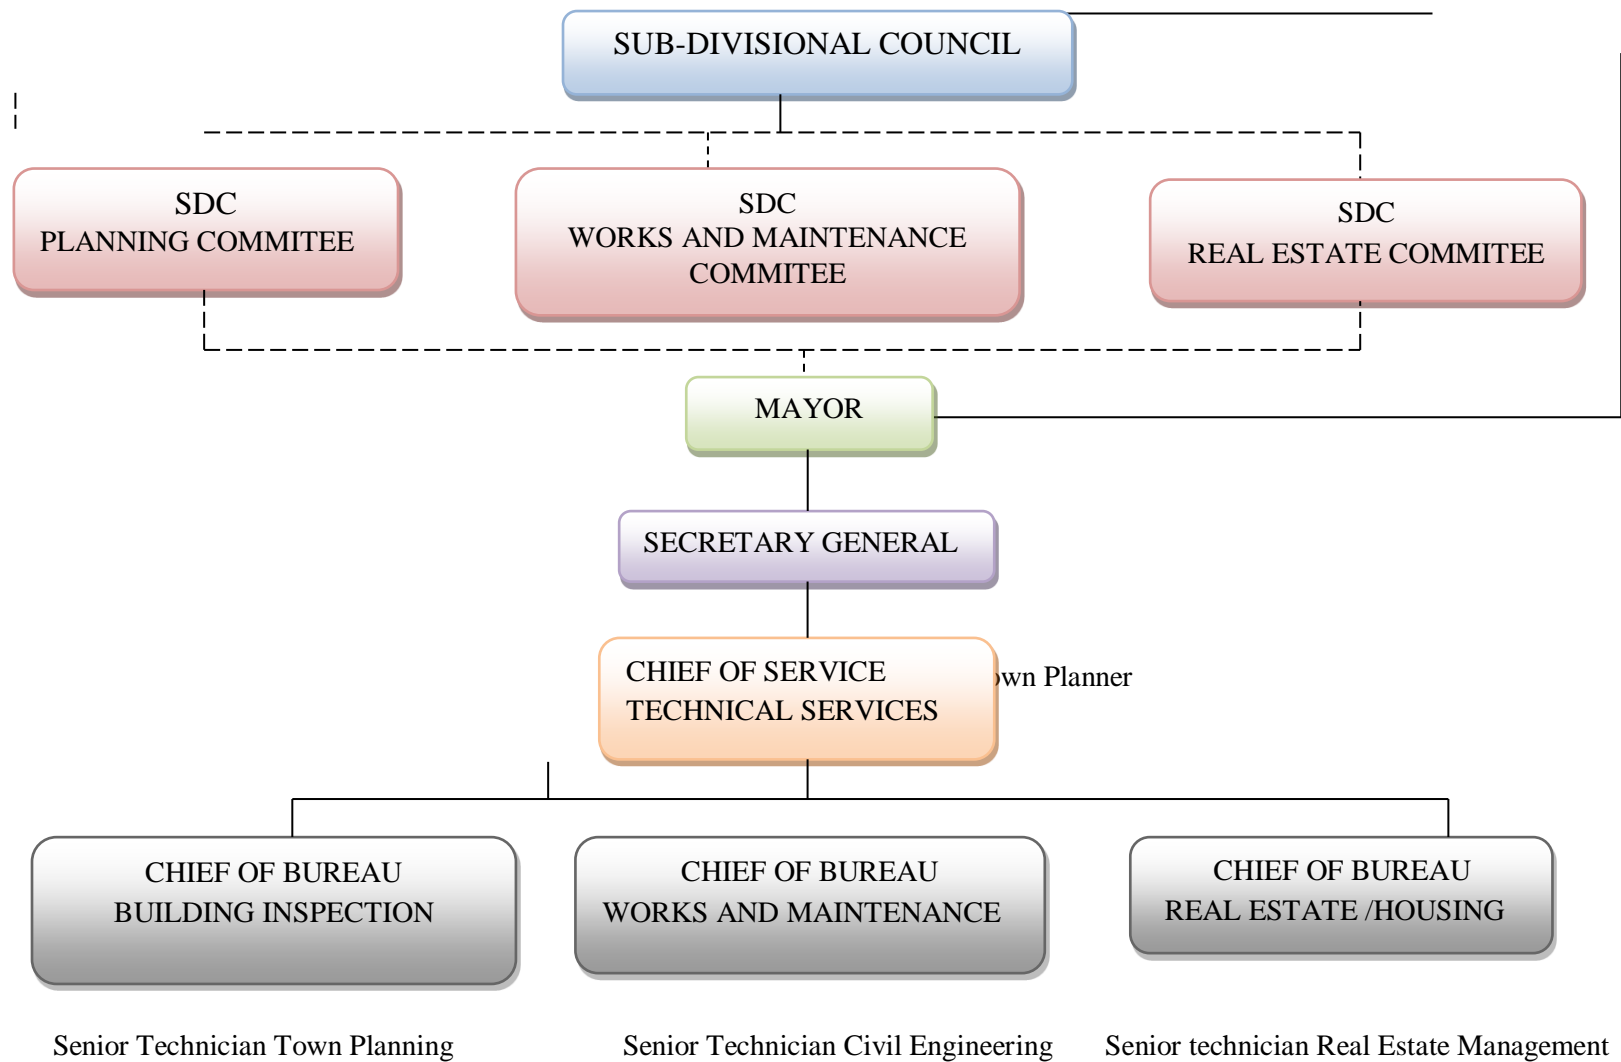 SUB-DIVISIONAL COUNCIL
SDC
PLANNING COMMITEE
SDC
WORKS AND MAINTENANCE
COMMITEE
SDC
REAL ESTATE COMMITEE
MAYOR
SECRETARY GENERAL
CHIEF OF SERVICE
TECHNICAL SERVICES
own Planner
CHIEF OF BUREAU
BUILDING INSPECTION
CHIEF OF BUREAU
WORKS AND MAINTENANCE
CHIEF OF BUREAU
REAL ESTATE /HOUSING
Senior Technician Town Planning
Senior Technician Civil Engineering
Senior technician Real Estate Management